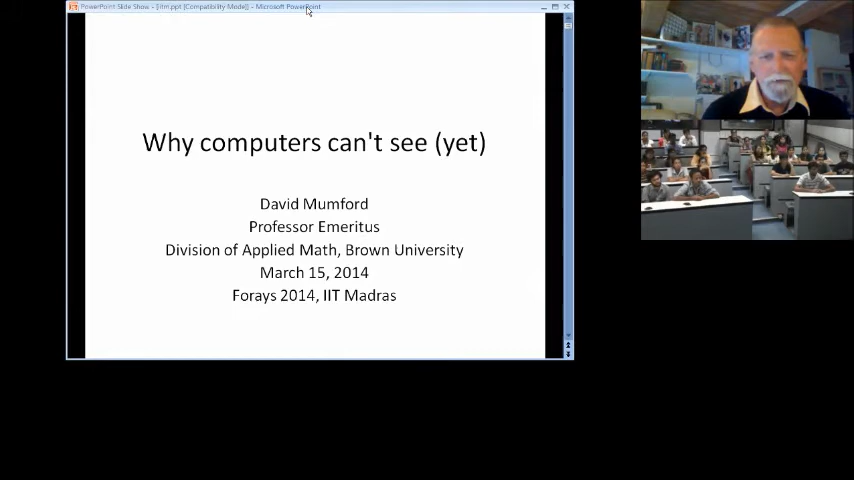 PowerPoint Slide Show - [iitm.ppt [Compatibility Mode]] - Microsoft PowerPoint
Why computers can't see (yet)
David Mumford
Professor Emeritus
Division of Applied Math, Brown University
March 15, 2014
Forays 2014, IIT Madras